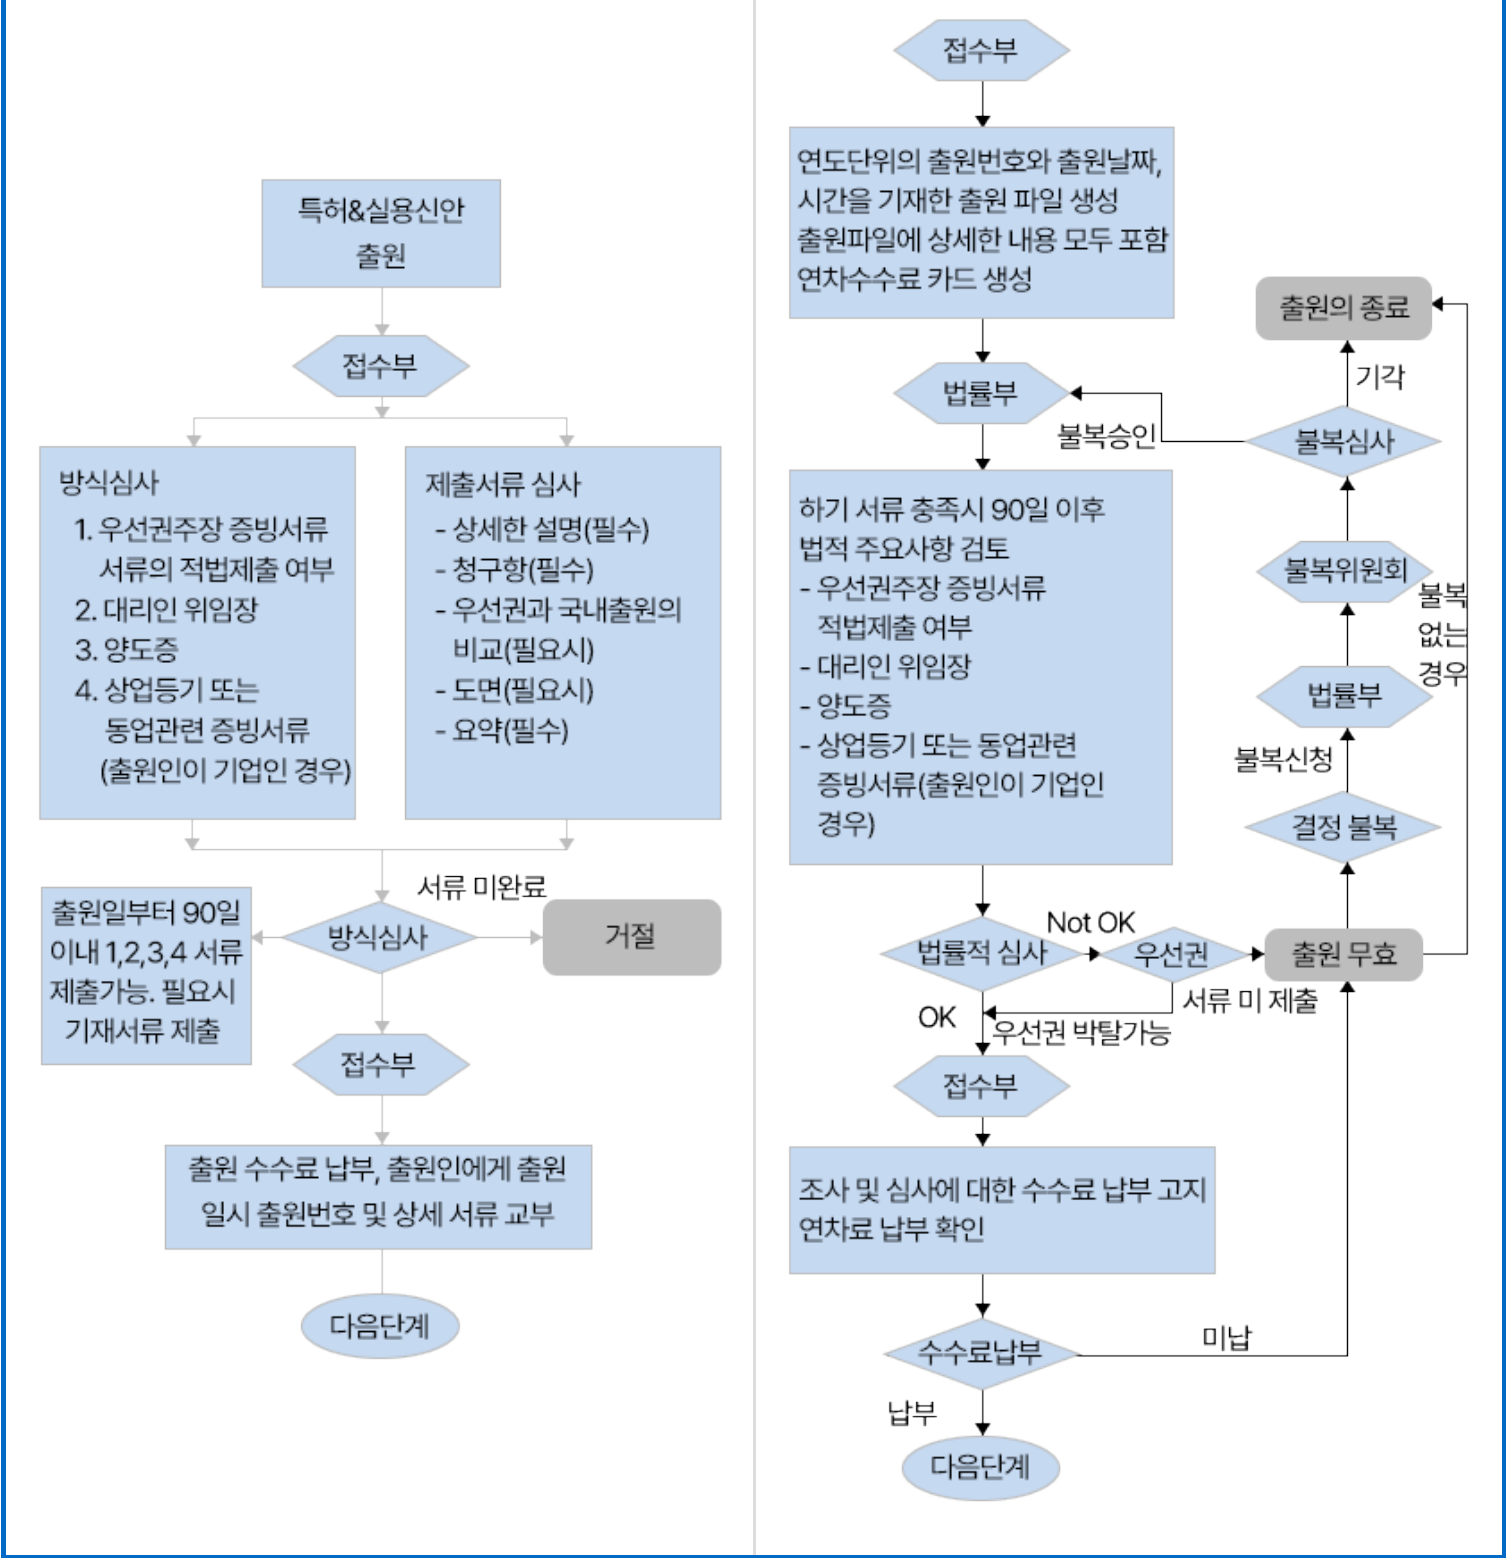 특허&실용신안
출원
접수부
방식심사
1. 우선권주장 증빙서류
서류의 적법제출 여부
2. 대리인 위임장
3. 양도증
4. 상업등기 또는
동업관련 증빙서류
(출원인이 기업인 경우)
제출서류 심사
- 상세한 설명(필수)
- 청구항(필수)
- 우선권과 국내출원의
비교(필요시)
- 도면(필요시)
- 요약(필수)
서류 미완료
출원일부터 90일
이내 1,2,3,4 서류
제출가능. 필요시
기재서류 제출
방식심사
거절
접수부
출원 수수료 납부, 출원인에게 출원
일시 출원번호 및 상세 서류 교부
다음단계
접수부
연도단위의 출원번호와 출원날짜,
시간을 기재한 출원 파일 생성
출원파일에 상세한 내용 모두 포함
연차수수료 카드 생성
출원의 종료
기각
법률부
불복승인
불복심사
하기 서류 충족시 90일 이후
법적 주요사항 검토
- 우선권주장 증빙서류
적법제출 여부
- 대리인 위임장
- 양도증
- 상업등기 또는 동업관련
증빙서류(출원인이 기업인
경우)
불복위원회
불복
없는
경우
법률부
불복신청
결정 불복
Not OK
법률적 심사
우선권
출원 무효
서류 미 제출
OK
우선권 박탈가능
접수부
조사 및 심사에 대한 수수료 납부 고지
연차료 납부 확인
수수료납부
미납
납부
다음단계